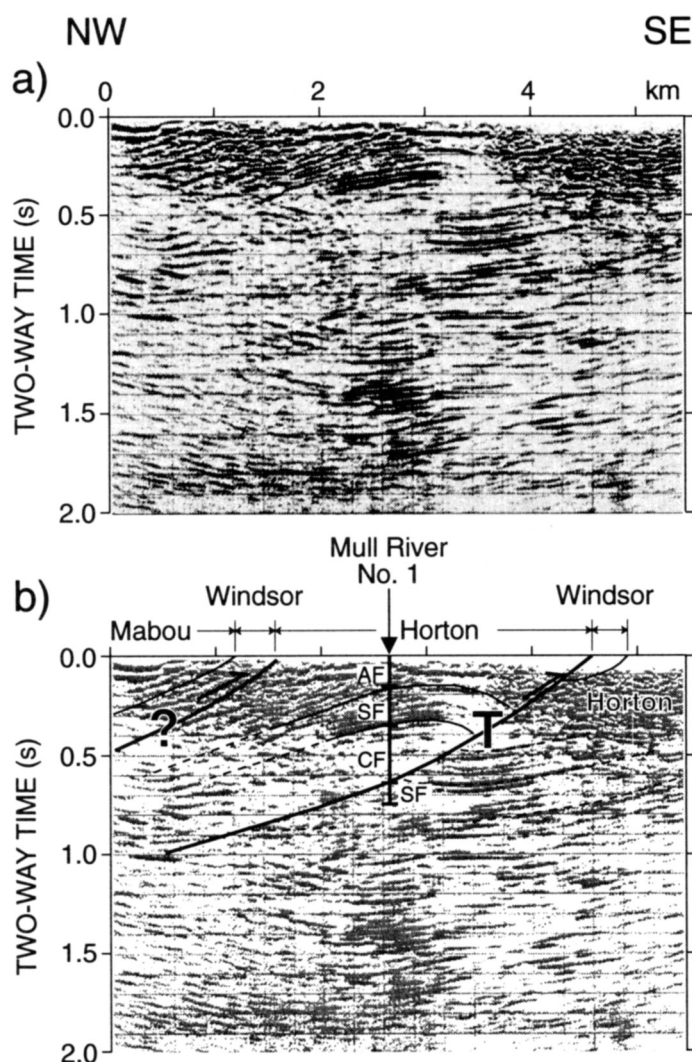 NW SE
a)
0 2 4 km
0.0
0.5
1.0
1.5
2.0
TWO-WAY TIME (s)
Mull River
No. 1
b)
Windsor Windsor
Mabou Horton
0.0
0.5
1.0
1.5
2.0
TWO-WAY TIME (s)
AF
SF
CF
SF
?
T
Horton